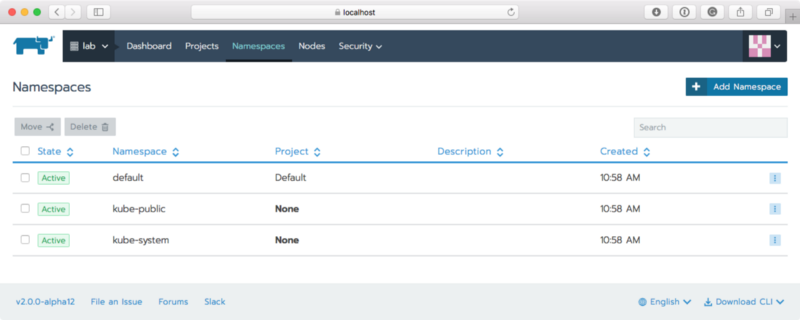 localhost
lab Dashboard Projects Namespaces Nodes Security
Namespaces
Add Namespace
Move Delete Search
State Namespace Project Description Created
Active default Default 10:58 AM
Active kube-public None 10:58 AM
Active kube-system None 10:58 AM
v2.0.0-alpha12 File an Issue Forums Slack English Download CLI